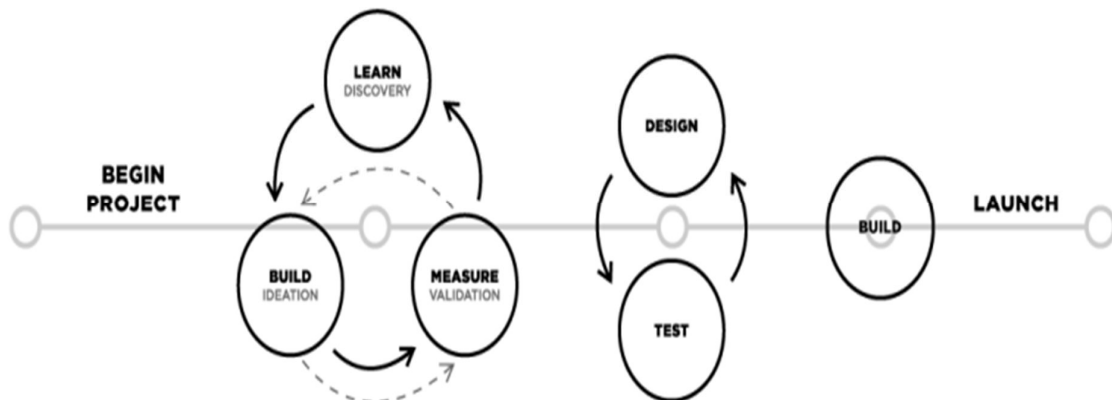 BEGIN
PROJECT
LEARN
DISCOVERY
BUILD
IDEATION
MEASURE
VALIDATION
DESIGN
TEST
BUILD
LAUNCH